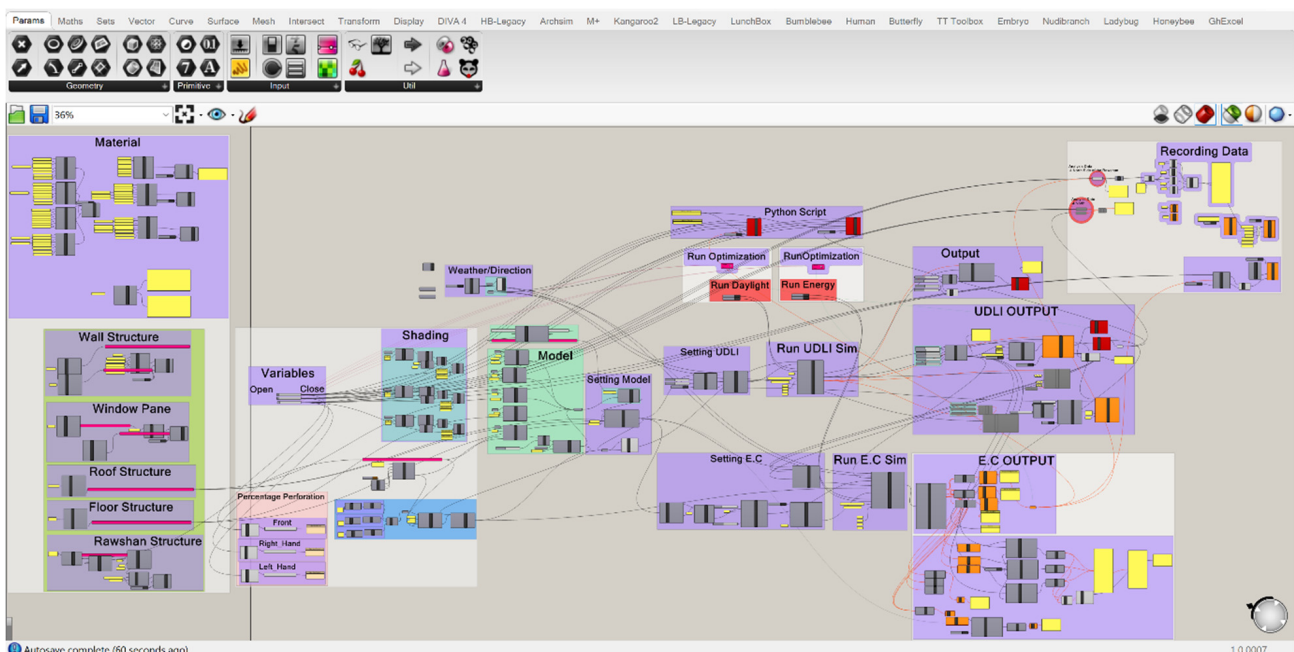 Params Maths Sets Vector Curve Surface Mesh Intersect Transform Display DIVA 4 HB-Legacy Archsim M+ Kangaroo2 LB-Legacy LunchBox Bumblebee Human Butterfly TT Toolbox Embryo Nudibranch Ladybug Honeybee GhExcel
Geometry Primitive Input Util
36%
Material
Recording Data
Python Script
Run Optimization
RunOptimization
Output
Weather/Direction
Run Daylight
Run Energy
UDLI OUTPUT
Wall Structure
Shading
Variables
Open Close
Model
Setting UDLI
Run UDLI Sim
Setting Model
Window Pane
Roof Structure
Setting E.C
Run E.C Sim
E.C OUTPUT
Floor Structure
Percentage Perforation
Front
Rawshan Structure
Right_Hand
Left_Hand
Autosave complete (60 seconds ago)
1.0.0007